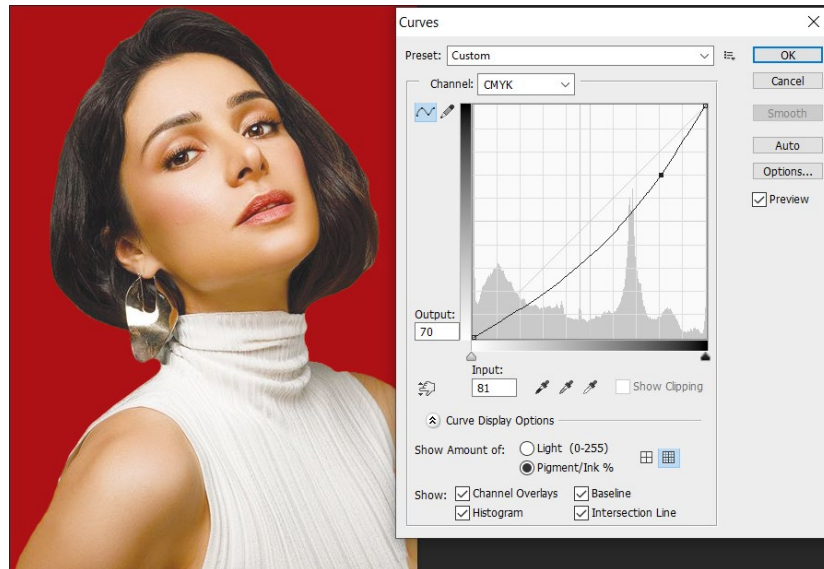 Curves
Preset: Custom
OK
Channel: CMYK
Cancel
Smooth
Auto
Options...
Preview
Output:
70
Input:
81
Show Clipping
Curve Display Options
Show Amount of: Light (0-255)
Pigment/Ink %
Show: Channel Overlays Baseline
Histogram Intersection Line